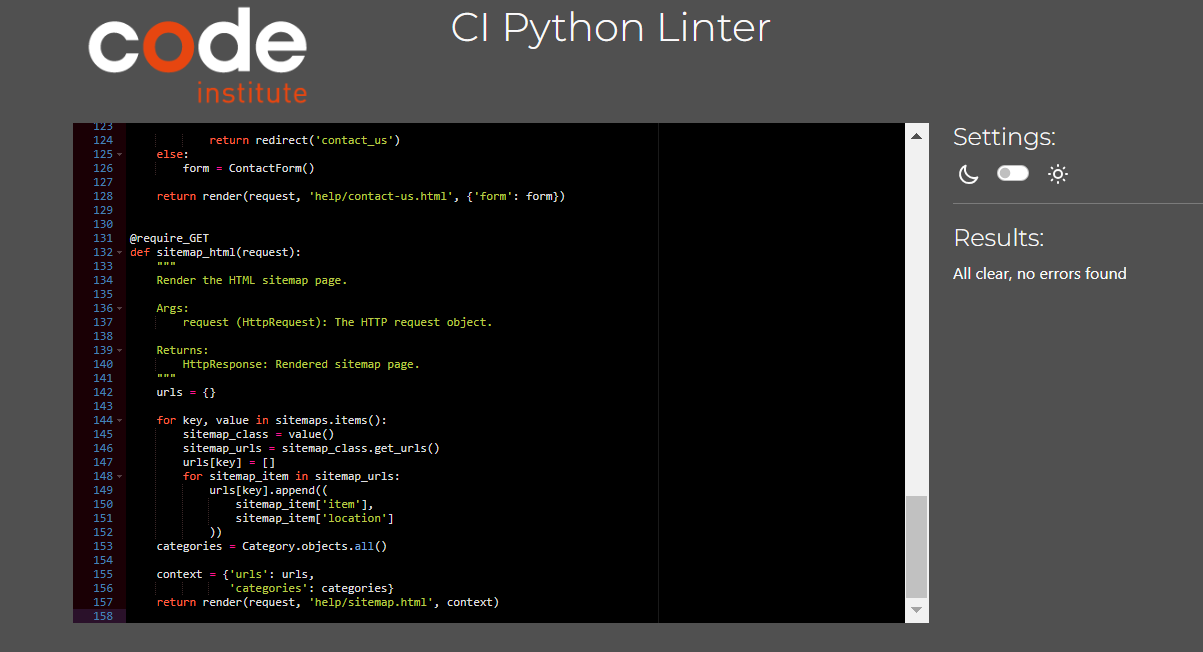 code
institute
CI Python Linter
123
124 return redirect('contact_us')
125 else:
126 form = ContactForm()
127
128 return render(request, 'help/contact-us.html', {'form': form})
129
130
131 @require_GET
132 def sitemap_html(request):
133 """
134 Render the HTML sitemap page.
135
136 Args:
137 request (HttpRequest): The HTTP request object.
138
139 Returns:
140 HttpResponse: Rendered sitemap page.
141 """
142 urls = {}
143
144 for key, value in sitemaps.items():
145 sitemap_class = value()
146 sitemap_urls = sitemap_class.get_urls()
147 urls[key] = []
148 for sitemap_item in sitemap_urls:
149 urls[key].append((
150 sitemap_item['item'],
151 sitemap_item['location']
152 ))
153 categories = Category.objects.all()
154
155 context = {'urls': urls,
156 'categories': categories}
157 return render(request, 'help/sitemap.html', context)
158
Settings:
Results:
All clear, no errors found